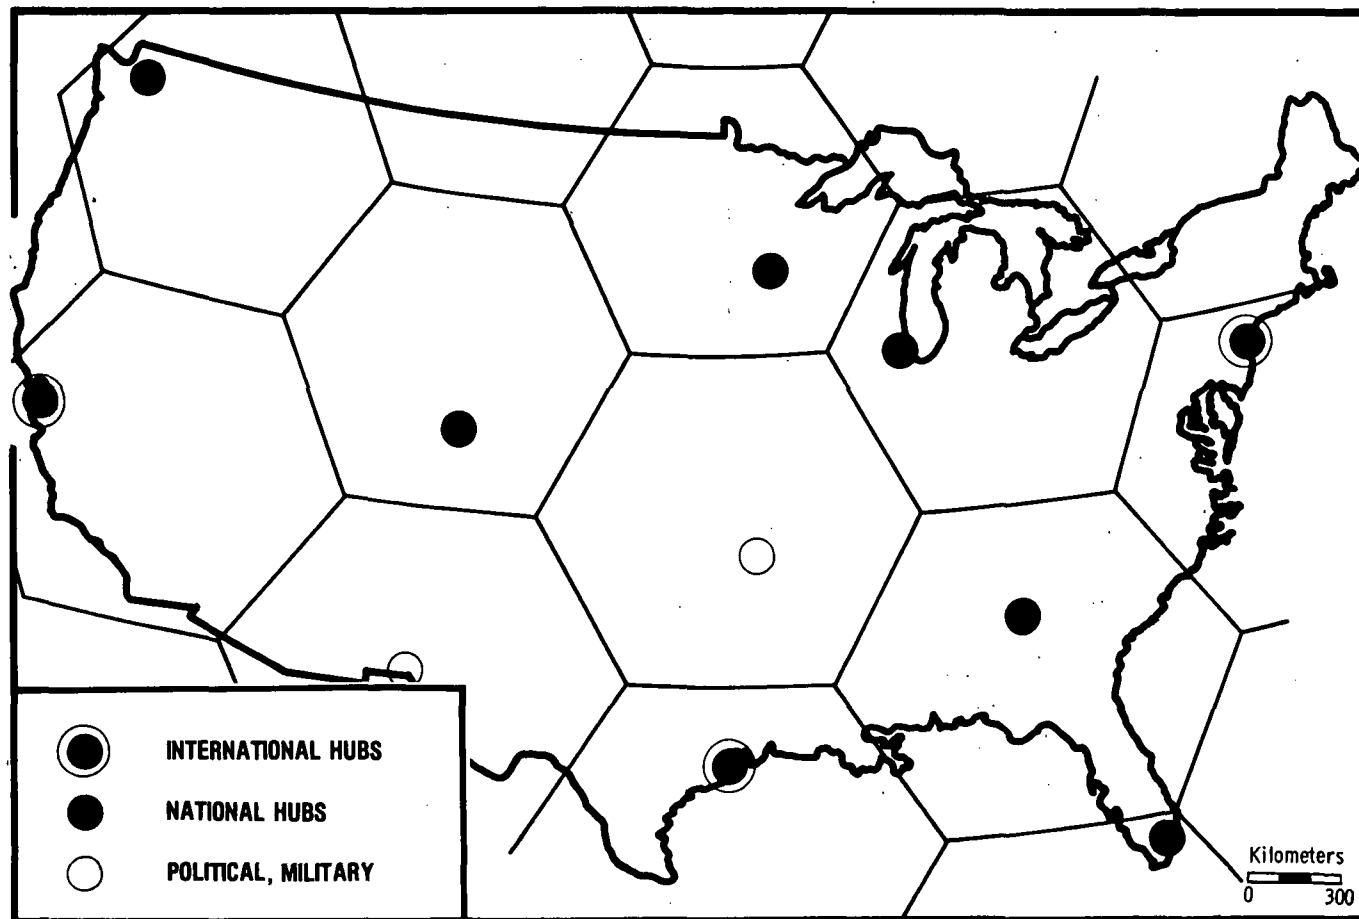 INTERNATIONAL HUBS
NATIONAL HUBS
POLITICAL, MILITARY
Kilometers
0 300